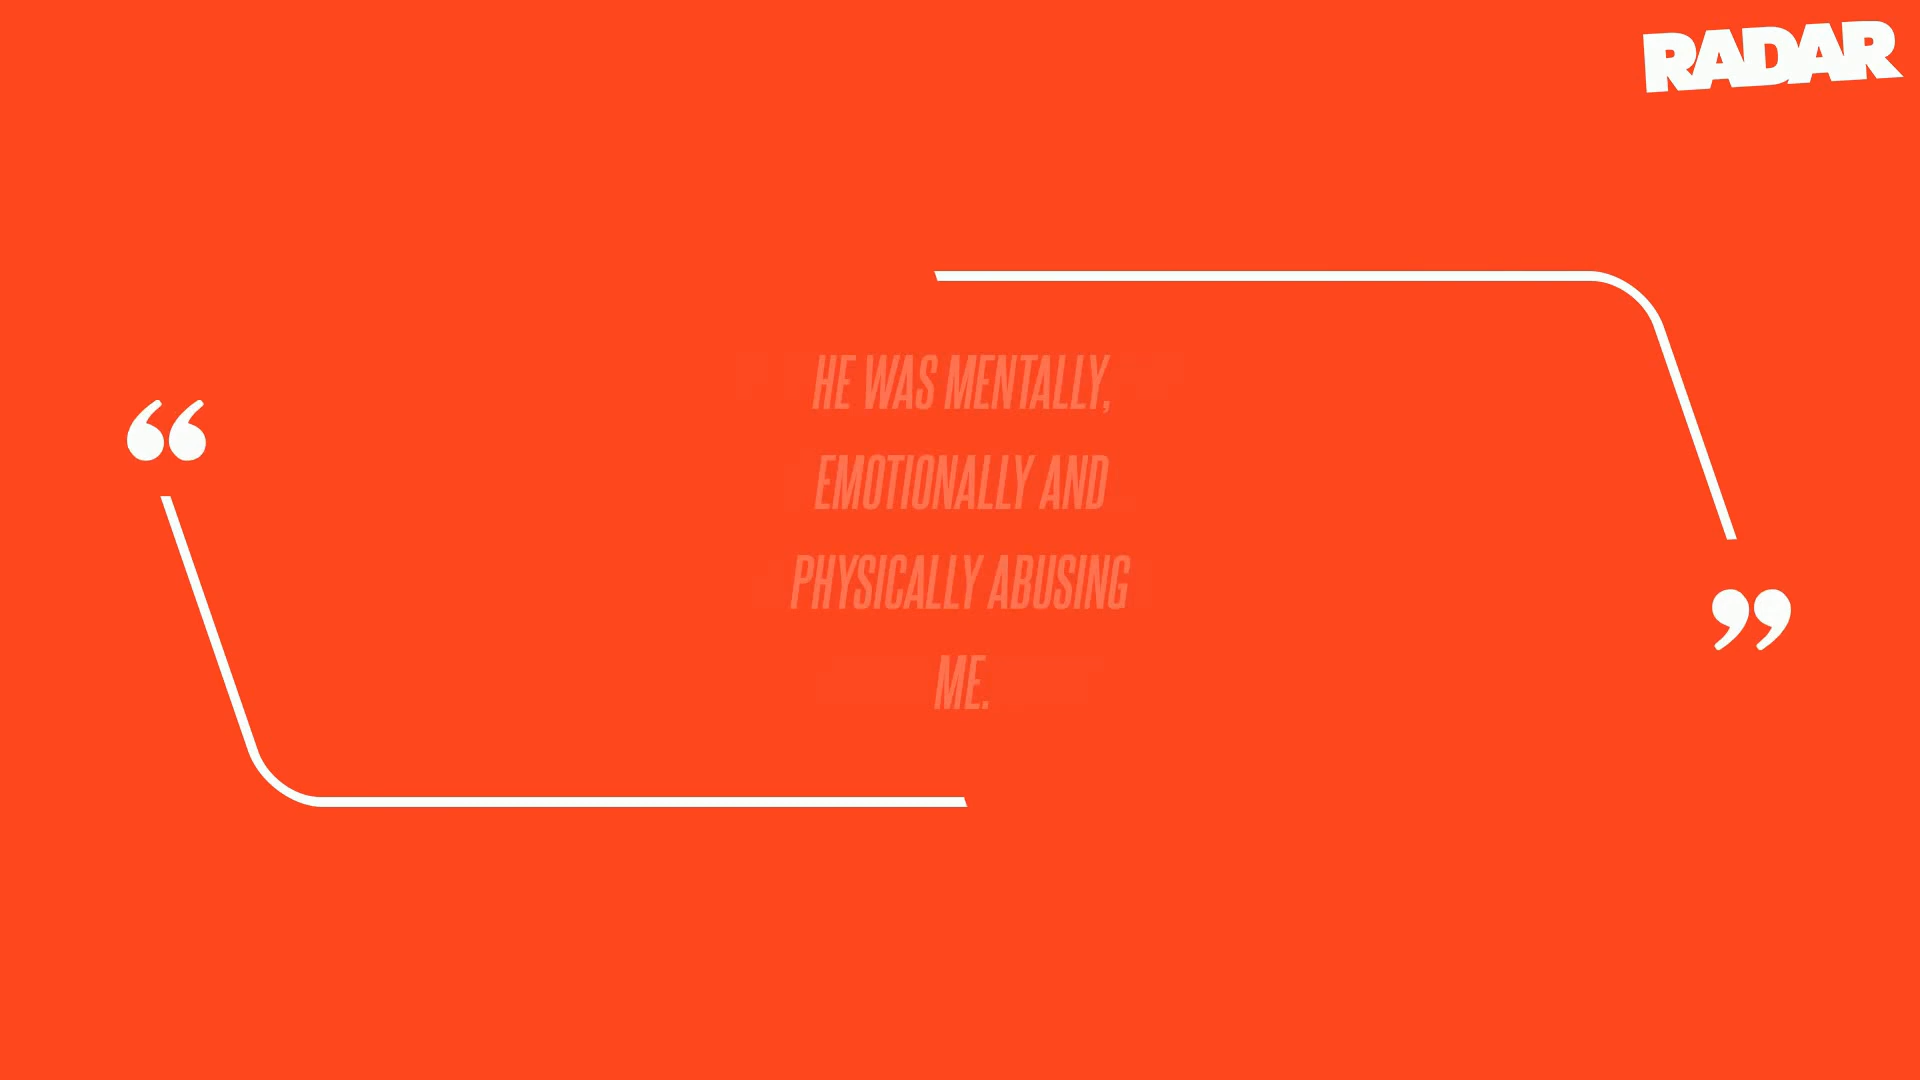 RADAR
“
HE WAS MENTALLY,
EMOTIONALLY AND
PHYSICALLY ABUSING
ME.
”